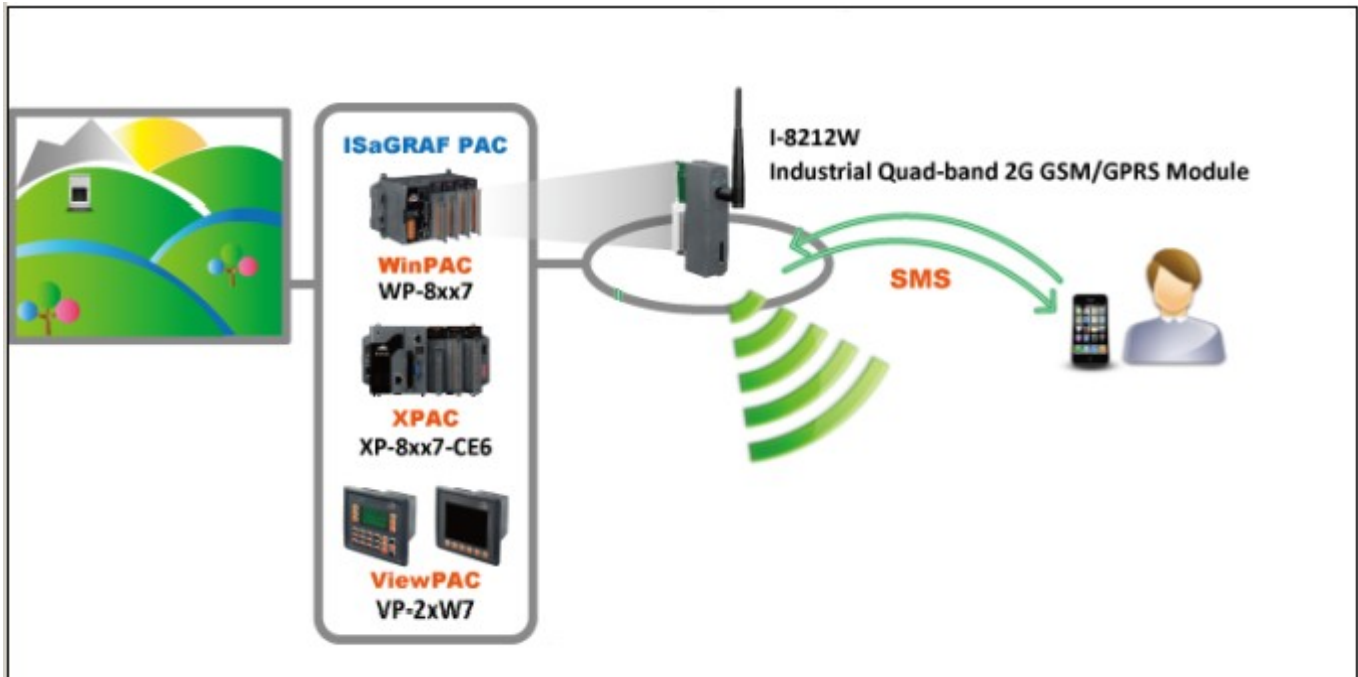 ISaGRAF PAC
WinPAC
WP-8xx7
XPAC
XP-8xx7-CE6
ViewPAC
VP-2xW7
I-8212W
Industrial Quad-band 2G GSM/GPRS Module
SMS